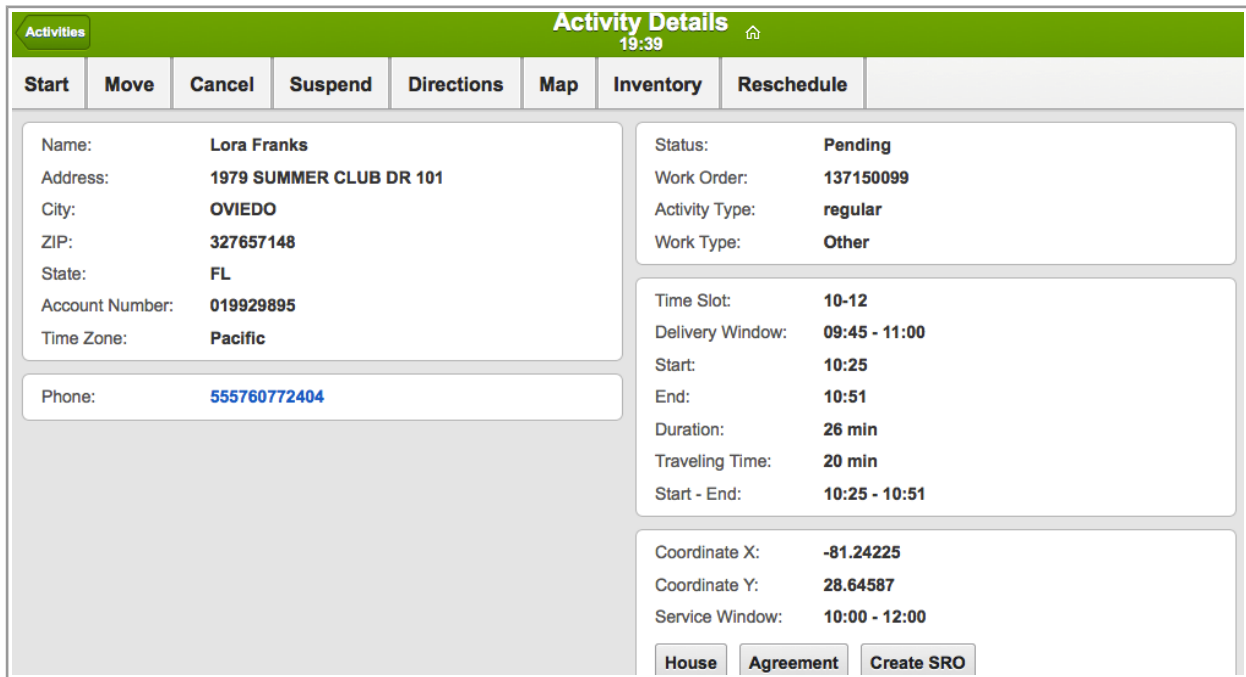 Activities
Activity Details
19:39
Start Move Cancel Suspend Directions Map Inventory Reschedule
Name: Lora Franks
Address: 1979 SUMMER CLUB DR 101
City: OVIEDO
ZIP: 327657148
State: FL
Account Number: 019929895
Time Zone: Pacific
Phone: 555760772404
Status: Pending
Work Order: 137150099
Activity Type: regular
Work Type: Other
Time Slot: 10-12
Delivery Window: 09:45 - 11:00
Start: 10:25
End: 10:51
Duration: 26 min
Traveling Time: 20 min
Start - End: 10:25 - 10:51
Coordinate X: -81.24225
Coordinate Y: 28.64587
Service Window: 10:00 - 12:00
House Agreement Create SRO